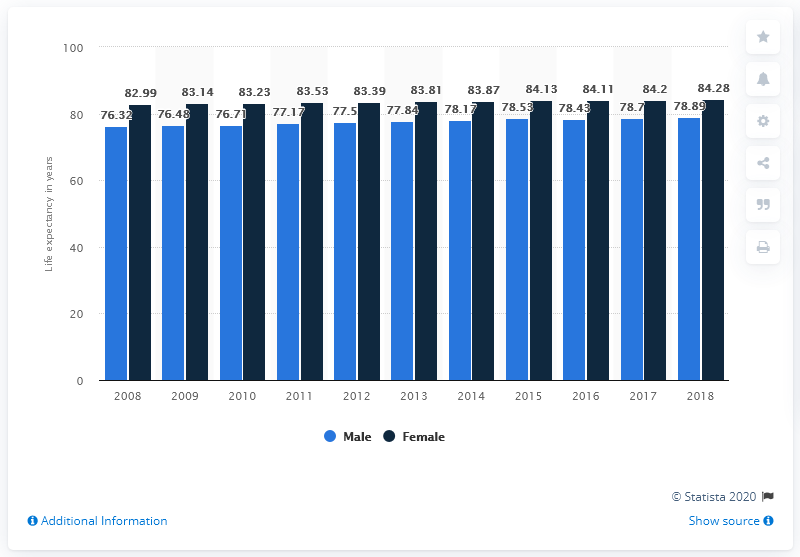 100
80
60
40
20
0
Life expectancy in years
76.32 82.99 76.48 83.14 76.71 83.23 77.17 83.53 77.5 83.39 77.84 83.81 78.17 83.87 78.53 84.13 78.43 84.11 78.7 84.2 78.89 84.28
2008 2009 2010 2011 2012 2013 2014 2015 2016 2017 2018
Male Female
© Statista 2020
Additional Information Show source